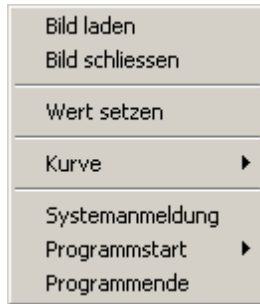 Bild laden
Bild schliessen
Wert setzen
Kurve
Systemanmeldung
Programmstart
Programmende